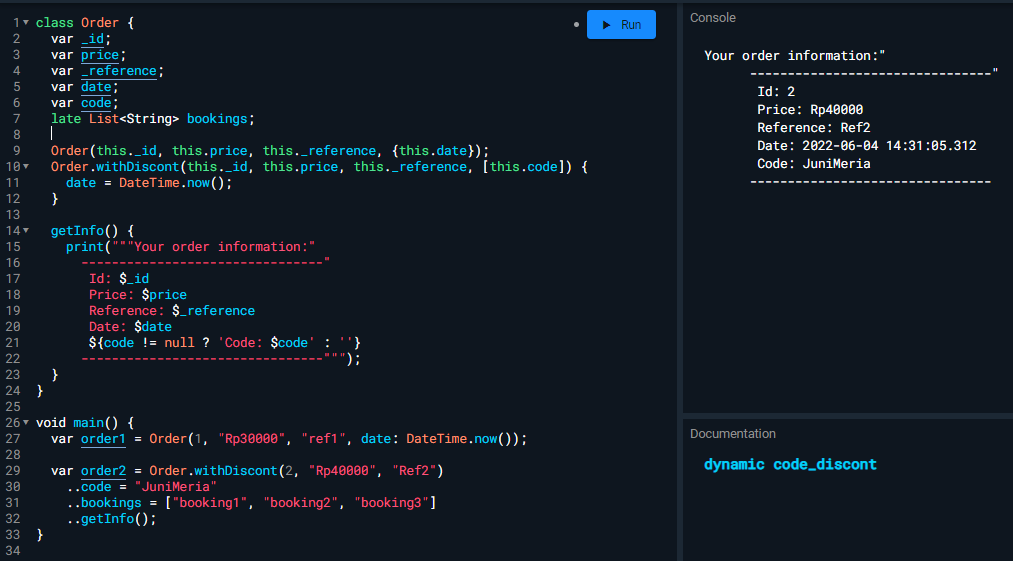 1 class Order {
2   var _id;
3   var price;
4   var _reference;
5   var date;
6   var code;
7   late List<String> bookings;
8
9   Order(this._id, this.price, this._reference, {this.date});
10   Order.withDiscont(this._id, this.price, this._reference, [this.code]) {
11     date = DateTime.now();
12   }
13
14   getInfo() {
15     print("""Your order information:"
16       --------------------------------"
17        Id: $_id
18        Price: $price
19        Reference: $_reference
20        Date: $date
21        ${code != null ? 'Code: $code' : ''}
22       --------------------------------""");
23   }
24 }
25
26 void main() {
27   var order1 = Order(1, "Rp30000", "ref1", date: DateTime.now());
28
29   var order2 = Order.withDiscont(2, "Rp40000", "Ref2")
30     ..code = "JuniMeria"
31     ..bookings = ["booking1", "booking2", "booking3"]
32     ..getInfo();
33 }
34
Run
Console
Your order information:"
      --------------------------------"
       Id: 2
       Price: Rp40000
       Reference: Ref2
       Date: 2022-06-04 14:31:05.312
       Code: JuniMeria
      --------------------------------
Documentation
dynamic code_discont